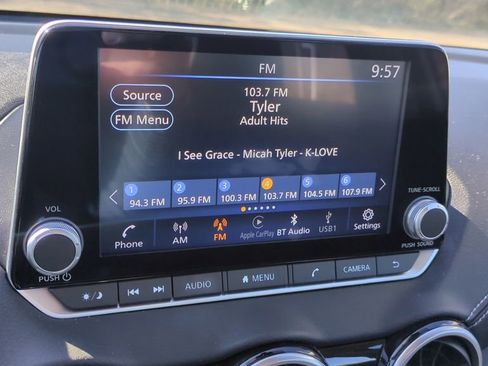 FM
9:57
Source
FM Menu
103.7 FM
Tyler
Adult Hits
I See Grace - Micah Tyler - K-LOVE
1 2 3 4 5 6
94.3 FM 95.9 FM 100.3 FM 103.7 FM 104.5 FM 107.9 FM
Phone AM FM Apple CarPlay BT Audio USB1 Settings
VOL
PUSH
TUNE·SCROLL
PUSH SOUND
AUDIO MENU CAMERA